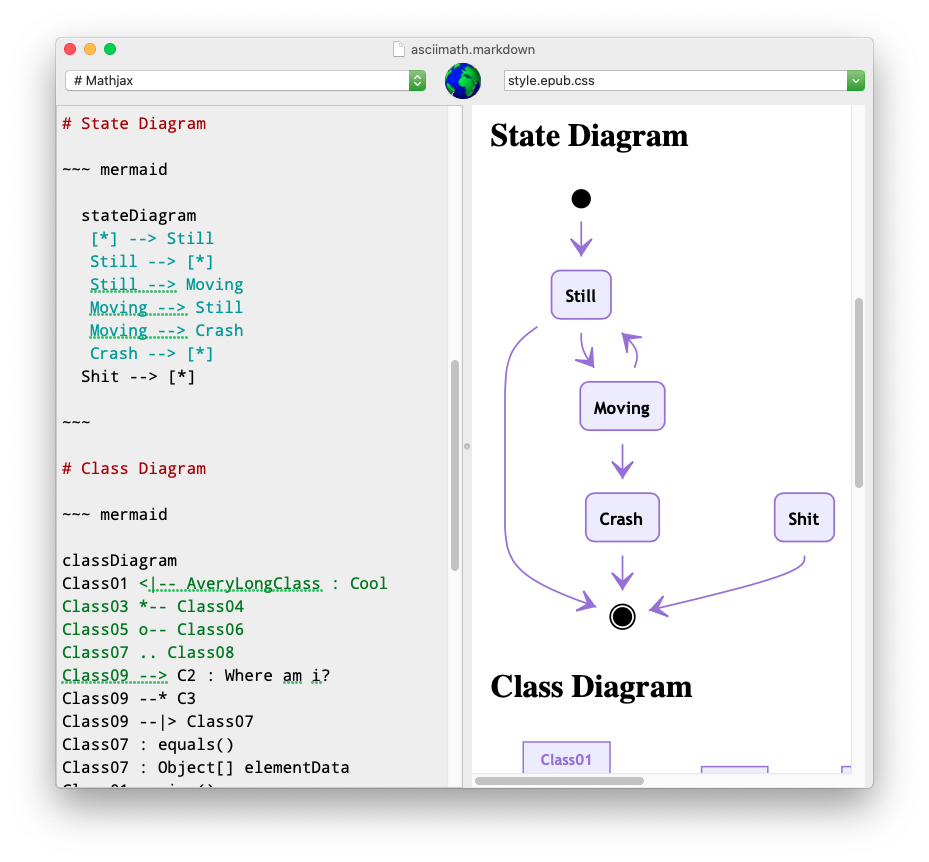 asciimath.markdown
# Mathjax
style.epub.css
# State Diagram
~~~ mermaid
stateDiagram
[*] --> Still
Still --> [*]
Still --> Moving
Moving --> Still
Moving --> Crash
Crash --> [*]
Shit --> [*]
~~~
# Class Diagram
~~~ mermaid
classDiagram
Class01 <|-- AveryLongClass : Cool
Class03 *-- Class04
Class05 o-- Class06
Class07 .. Class08
Class09 --> C2 : Where am i?
Class09 --* C3
Class09 --|> Class07
Class07 : equals()
Class07 : Object[] elementData
State Diagram
Still
Moving
Crash
Shit
Class Diagram
Class01